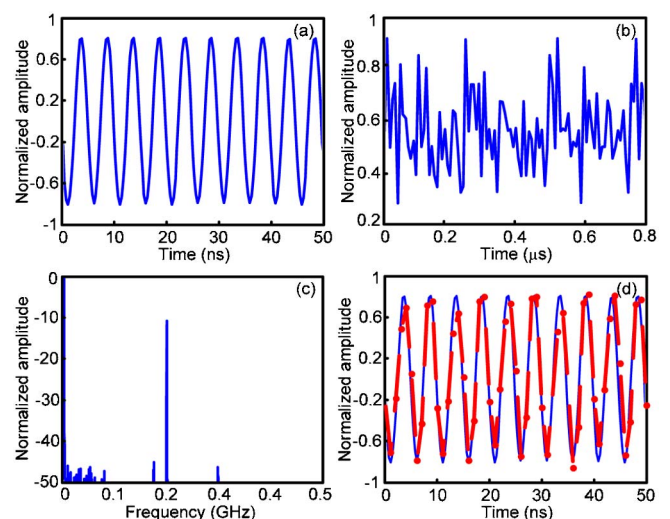 (a)
Normalized amplitude
1
0.6
0.2
-0.2
-0.6
-1
0 10 20 30 40 50
Time (ns)
(b)
Normalized amplitude
1
0.8
0.6
0.4
0.2
0 0.2 0.4 0.6 0.8
Time (μs)
(c)
Normalized amplitude
0
-10
-20
-30
-40
-50
0 0.1 0.2 0.4 0.4 0.5
Frequency (GHz)
(d)
Normalized amplitude
1
0.6
0.2
-0.2
-0.6
-1
0 10 20 30 40 50
Time (ns)